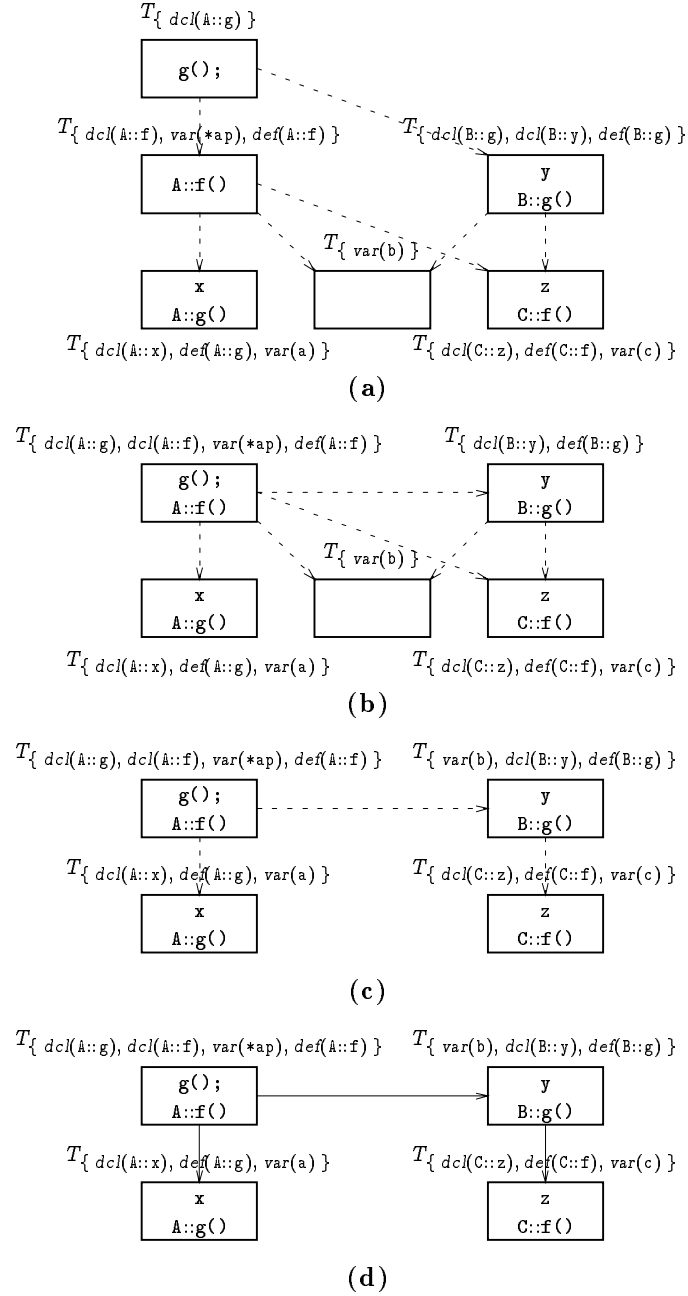 T{ dcl(A::g) }
g();
T{ dcl(A::f), var(*ap), def(A::f) }
T{ dcl(B::g), dcl(B::y), def(B::g) }
A::f()
y
B::g()
T{ var(b) }
x
A::g()
z
C::f()
T{ dcl(A::x), def(A::g), var(a) }
T{ dcl(C::z), def(C::f), var(c) }
(a)
T{ dcl(A::g), dcl(A::f), var(*ap), def(A::f) }
T{ dcl(B::y), def(B::g) }
g();
A::f()
y
B::g()
T{ var(b) }
x
A::g()
z
C::f()
T{ dcl(A::x), def(A::g), var(a) }
T{ dcl(C::z), def(C::f), var(c) }
(b)
T{ dcl(A::g), dcl(A::f), var(*ap), def(A::f) }
T{ var(b), dcl(B::y), def(B::g) }
g();
A::f()
y
B::g()
T{ dcl(A::x), def(A::g), var(a) }
T{ dcl(C::z), def(C::f), var(c) }
x
A::g()
z
C::f()
(c)
T{ dcl(A::g), dcl(A::f), var(*ap), def(A::f) }
T{ var(b), dcl(B::y), def(B::g) }
g();
A::f()
y
B::g()
T{ dcl(A::x), def(A::g), var(a) }
T{ dcl(C::z), def(C::f), var(c) }
x
A::g()
z
C::f()
(d)